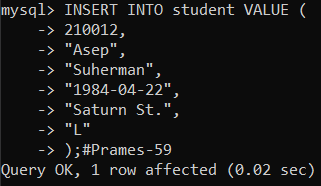 mysql> INSERT INTO student VALUE (
    -> 210012,
    -> "Asep",
    -> "Suherman",
    -> "1984-04-22",
    -> "Saturn St.",
    -> "L"
    -> );#Prames-59
Query OK, 1 row affected (0.02 sec)